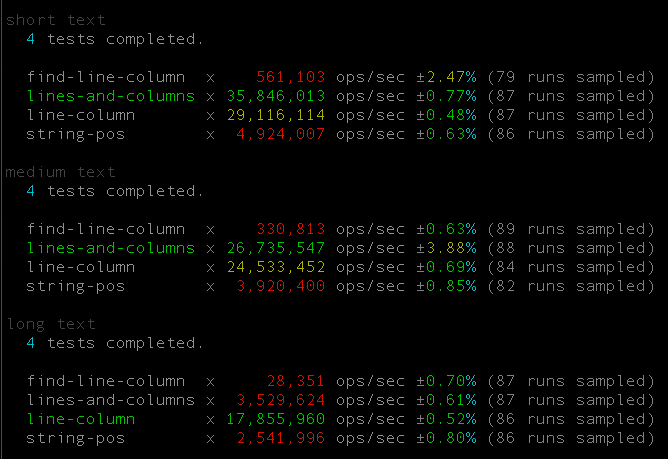 short text
4 tests completed.
find-line-column x 561,103 ops/sec ±2.47% (79 runs sampled)
lines-and-columns x 35,846,013 ops/sec ±0.77% (87 runs sampled)
line-column x 29,116,114 ops/sec ±0.48% (87 runs sampled)
string-pos x 4,924,007 ops/sec ±0.63% (86 runs sampled)
medium text
4 tests completed.
find-line-column x 330,813 ops/sec ±0.63% (89 runs sampled)
lines-and-columns x 26,735,547 ops/sec ±3.88% (88 runs sampled)
line-column x 24,533,452 ops/sec ±0.69% (84 runs sampled)
string-pos x 3,920,400 ops/sec ±0.85% (82 runs sampled)
long text
4 tests completed.
find-line-column x 28,351 ops/sec ±0.70% (87 runs sampled)
lines-and-columns x 3,529,624 ops/sec ±0.61% (87 runs sampled)
line-column x 17,855,960 ops/sec ±0.52% (86 runs sampled)
string-pos x 2,541,996 ops/sec ±0.80% (86 runs sampled)